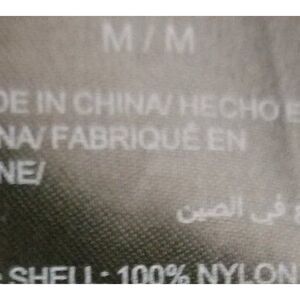 M / M
DE IN CHINA/ HECHO E
NA/ FABRIQUÉ EN
NE/
ع في الصين
SHELL: 100% NYLON